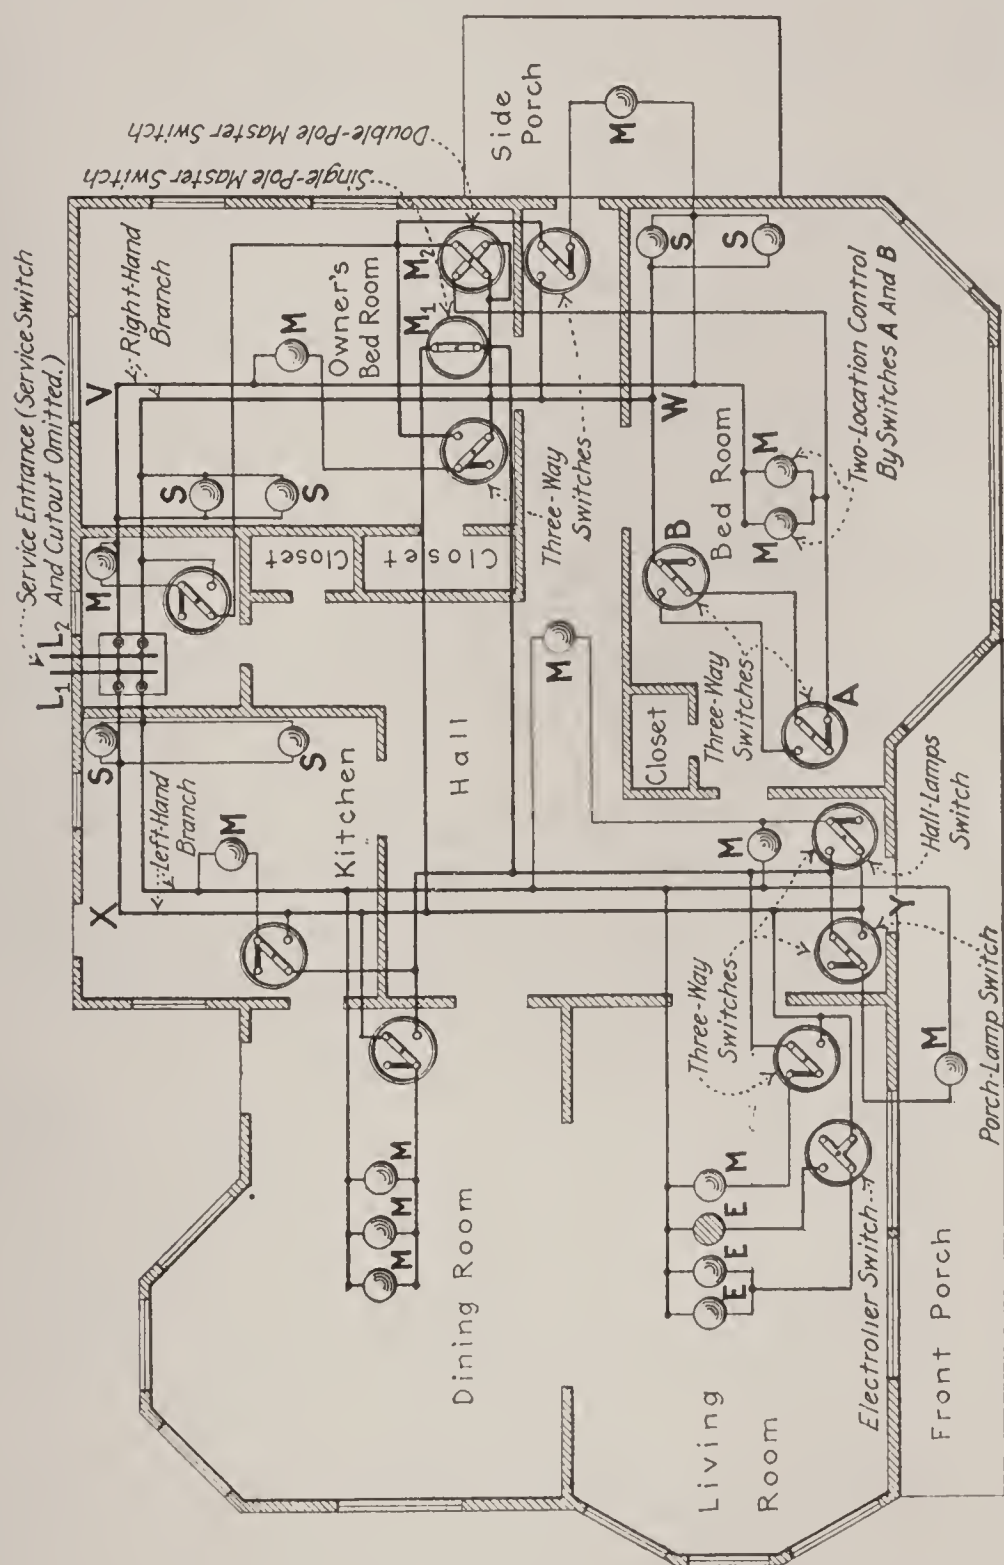 Service Entrance (Service Switch
And Cutout Omitted.)
L₁
L₂
Right-Hand
Branch
V
Single-Pole Master Switch
Double-Pole Master Switch
Side
Porch
M
M
S
S
M
Owner's
Bed Room
M₁
M₂
Closet
Closet
Three-Way
Switches
S
S
W
S
S
Left-Hand
Branch
X
M
Kitchen
Hall
M
B
Bed Room
M
M
Two-Location Control
By Switches A And B
Closet
Three-Way
Switches
A
M
Hall-Lamps
Switch
Y
Three-Way
Switches
Porch-Lamp Switch
M
M
M
M
Dining Room
M
E
E
E
Electrolier Switch
Living
Room
Front Porch